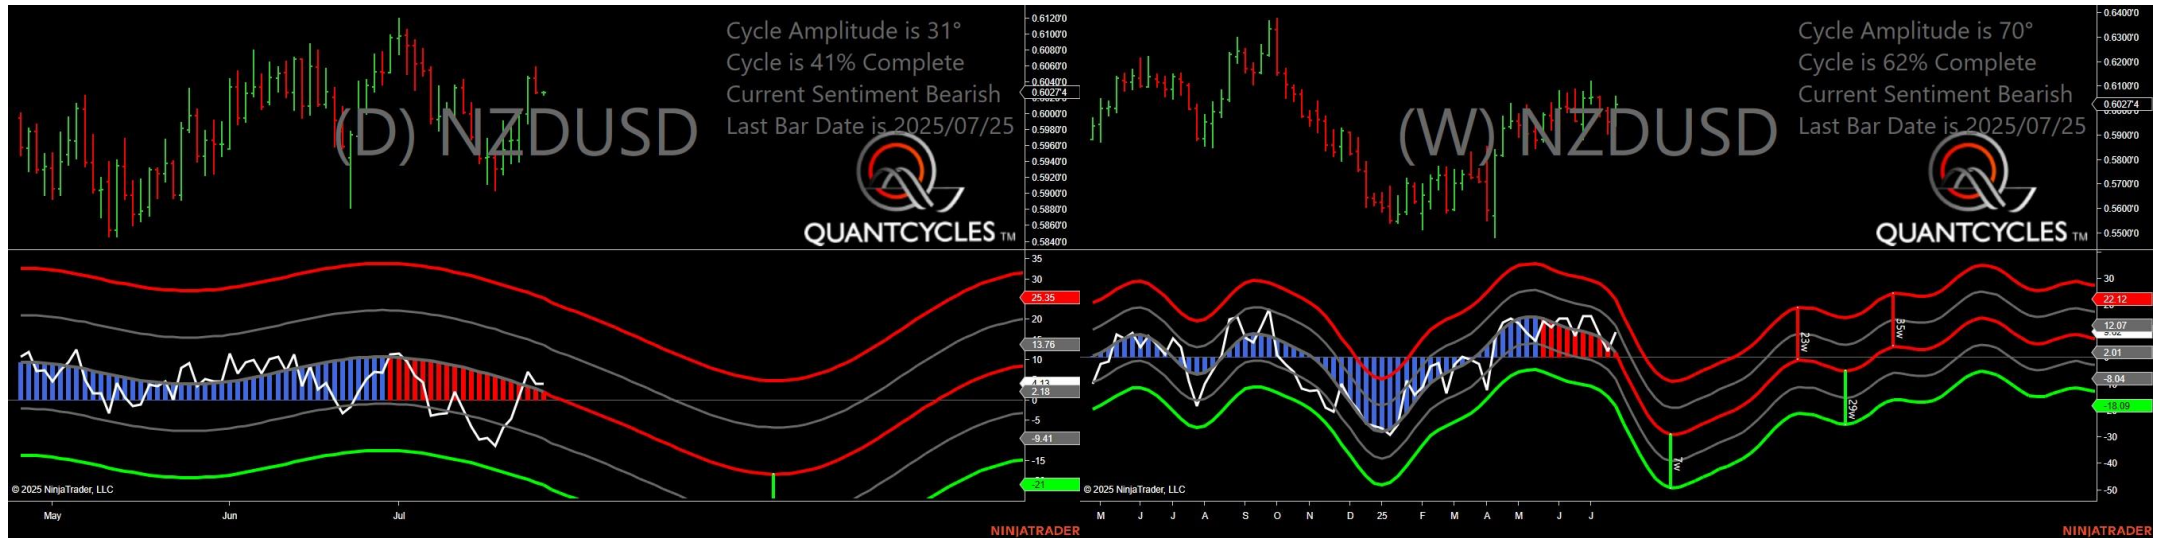 Cycle Amplitude is 31°
Cycle is 41% Complete
Current Sentiment Bearish
Last Bar Date is 2025/07/25
(D) NZDUSD
QUANTCYCLES TM
0.6120'0
0.6100'0
0.6080'0
0.6060'0
0.6040'0
0.6027'4
0.6000'0
0.5980'0
0.5960'0
0.5940'0
0.5920'0
0.5900'0
0.5880'0
0.5860'0
0.5840'0
35
30
25.35
20
13.76
10
4.13
2.18
0
-5
-9.41
-15
-21
© 2025 NinjaTrader, LLC
May Jun Jul
NINJATRADER
Cycle Amplitude is 70°
Cycle is 62% Complete
Current Sentiment Bearish
Last Bar Date is 2025/07/25
(W) NZDUSD
QUANTCYCLES TM
0.6400'0
0.6300'0
0.6200'0
0.6100'0
0.6027'4
0.5900'0
0.5800'0
0.5700'0
0.5600'0
0.5500'0
30
22.12
12.07
2.01
-8.04
-18.09
-30
-40
-50
7w
23w
29w
35w
© 2025 NinjaTrader, LLC
M J J A S O N D 25 F M A M J J
NINJATRADER